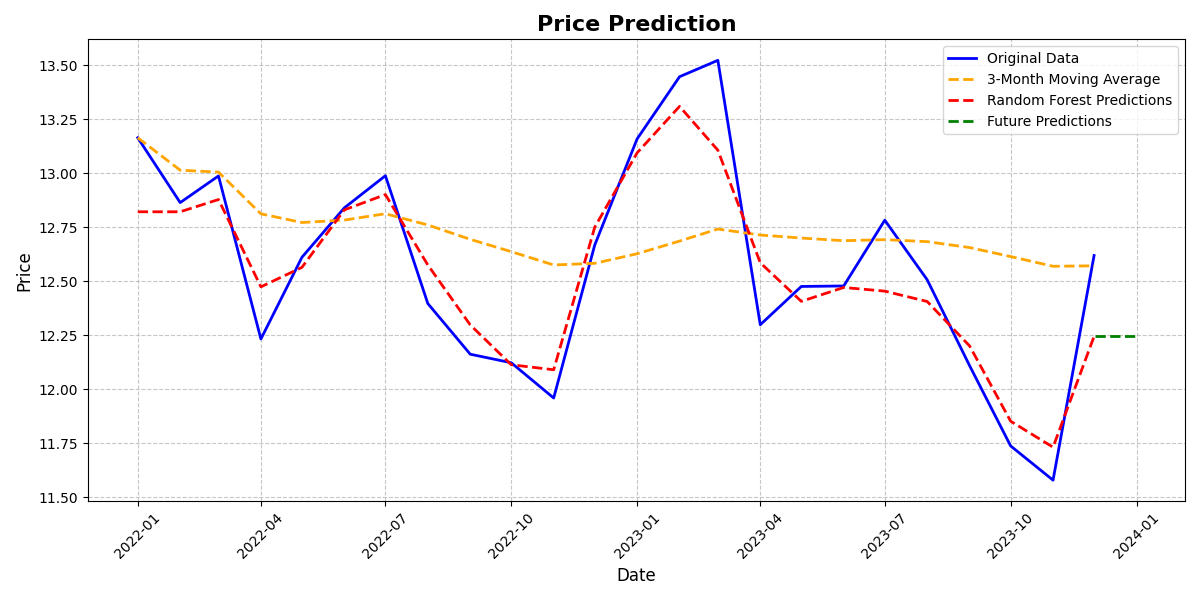 Price Prediction
Original Data
3-Month Moving Average
Random Forest Predictions
Future Predictions
Price
13.50
13.25
13.00
12.75
12.50
12.25
12.00
11.75
11.50
2022-01
2022-04
2022-07
2022-10
2023-01
2023-04
2023-07
2023-10
2024-01
Date